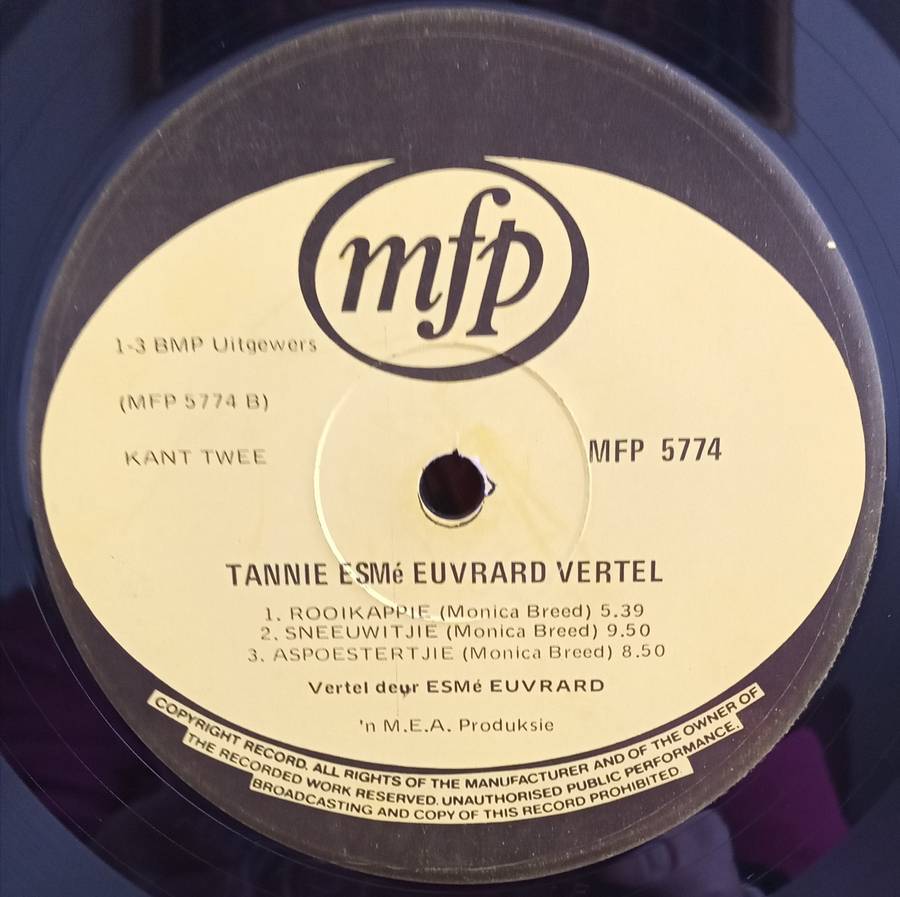 mfp
1-3 BMP Uitgewers
(MFP 5774 B)
KANT TWEE
MFP 5774
TANNIE ESMé EUVRARD VERTEL
1. ROOIKAPPIE (Monica Breed) 5.39
2. SNEEUWITJIE (Monica Breed) 9.50
3. ASPOESTERTJIE (Monica Breed) 8.50
Vertel deur ESMé EUVRARD
'n M.E.A. Produksie
COPYRIGHT RECORD. ALL RIGHTS OF THE MANUFACTURER AND OF THE OWNER OF
THE RECORDED WORK RESERVED. UNAUTHORISED PUBLIC PERFORMANCE,
BROADCASTING AND COPY OF THIS RECORD PROHIBITED.